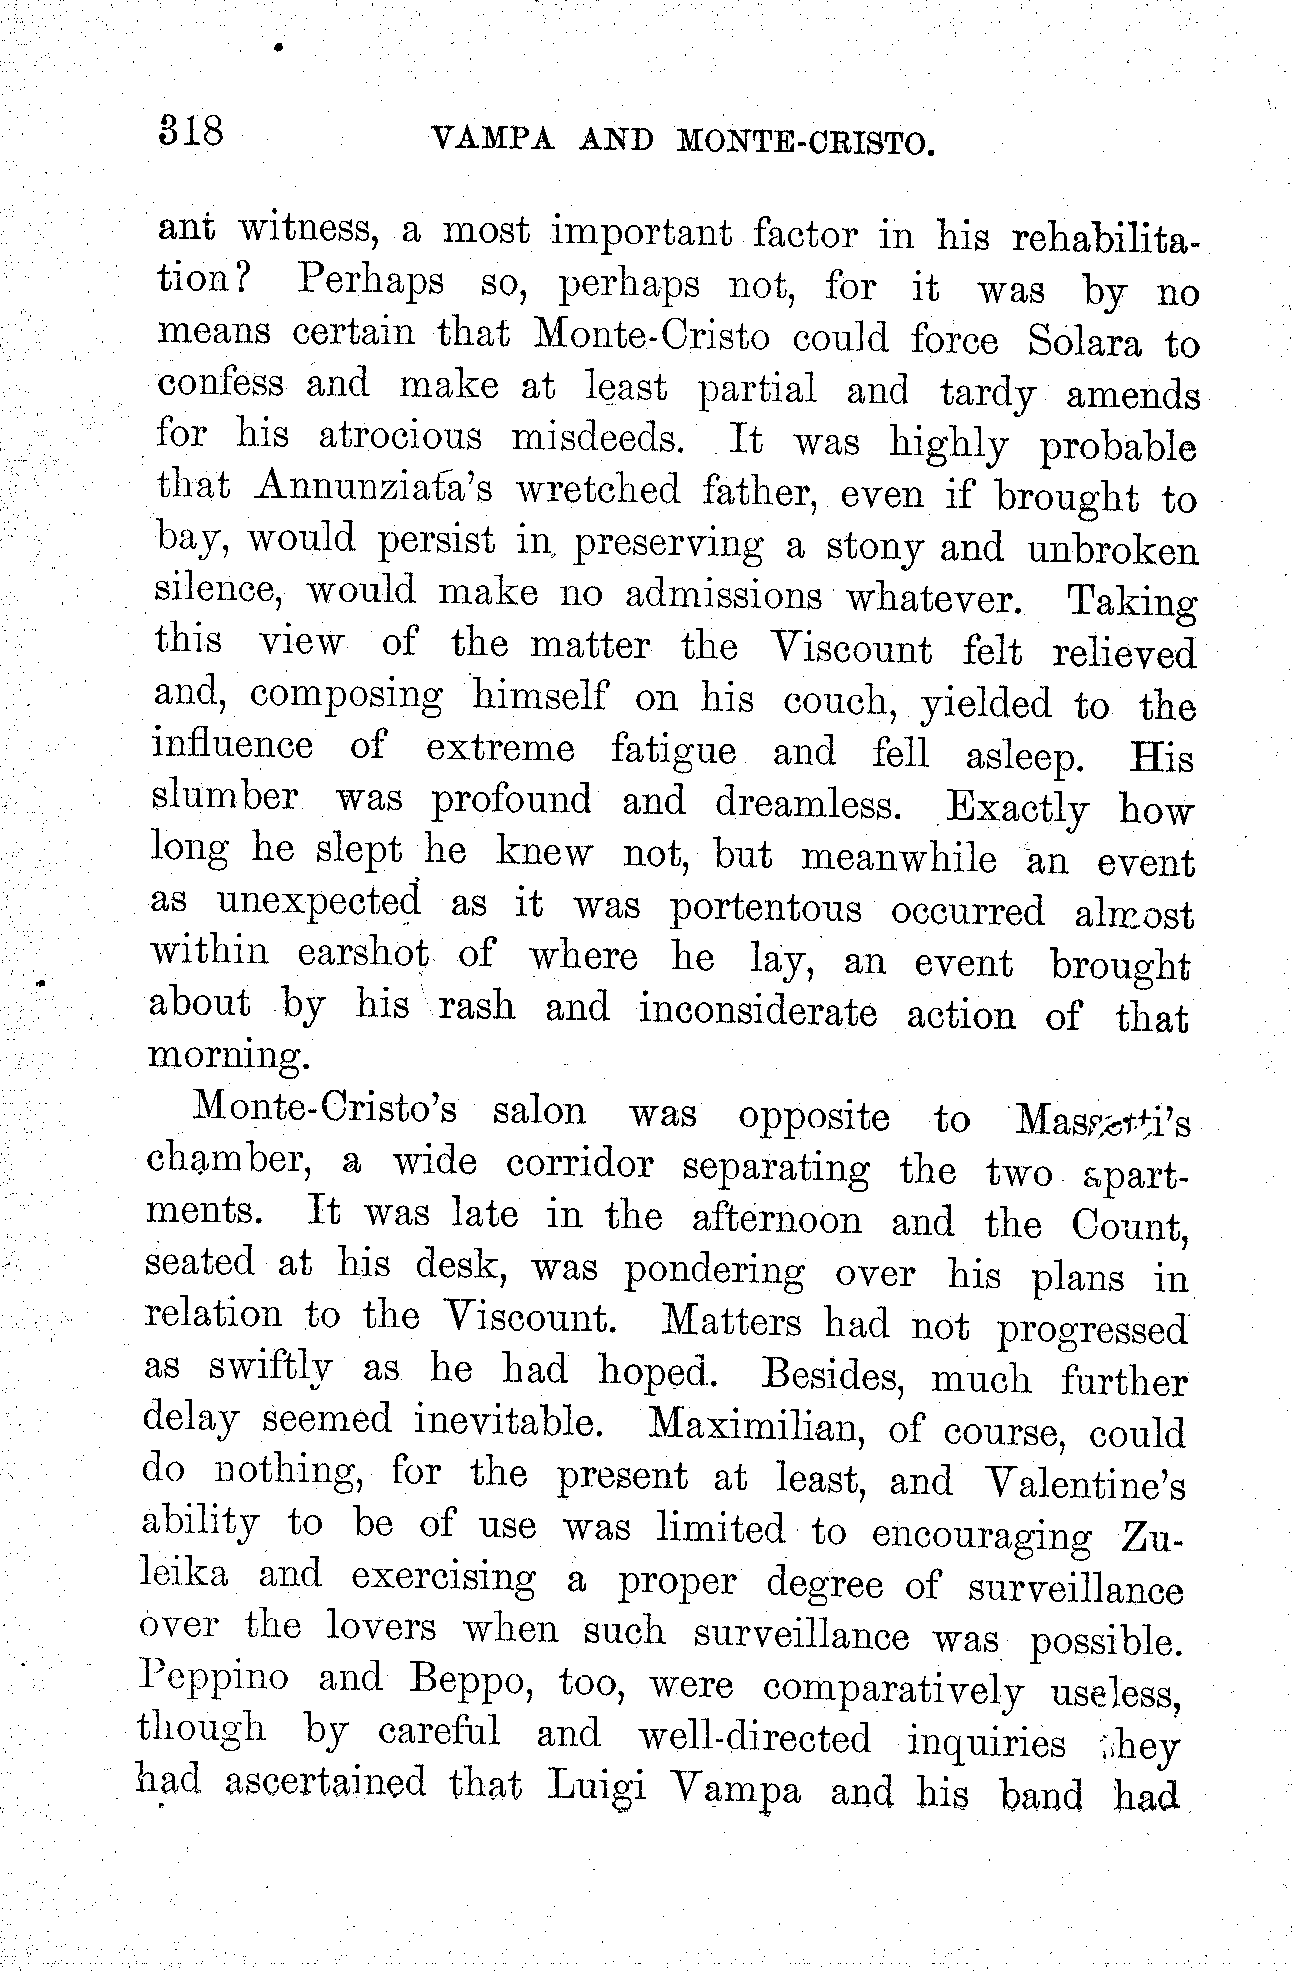 318 VAMPA AND MONTE-CRISTO.
ant witness, a most important factor in his rehabilita-
tion? Perhaps so, perhaps not, for it was by no
means certain that Monte-Cristo could force Solara to
confess and make at least partial and tardy amends
for his atrocious misdeeds. It was highly probable
that Annunziata's wretched father, even if brought to
bay, would persist in preserving a stony and unbroken
silence, would make no admissions whatever. Taking
this view of the matter the Viscount felt relieved
and, composing himself on his couch, yielded to the
influence of extreme fatigue and fell asleep. His
slumber was profound and dreamless. Exactly how
long he slept he knew not, but meanwhile an event
as unexpected as it was portentous occurred almost
within earshot of where he lay, an event brought
about by his rash and inconsiderate action of that
morning.
Monte-Cristo's salon was opposite to Massetti's
chamber, a wide corridor separating the two apart-
ments. It was late in the afternoon and the Count,
seated at his desk, was pondering over his plans in
relation to the Viscount. Matters had not progressed
as swiftly as he had hoped. Besides, much further
delay seemed inevitable. Maximilian, of course, could
do nothing, for the present at least, and Valentine's
ability to be of use was limited to encouraging Zu-
leika and exercising a proper degree of surveillance
over the lovers when such surveillance was possible.
Peppino and Beppo, too, were comparatively useless,
though by careful and well-directed inquiries they
had ascertained that Luigi Vampa and his band had